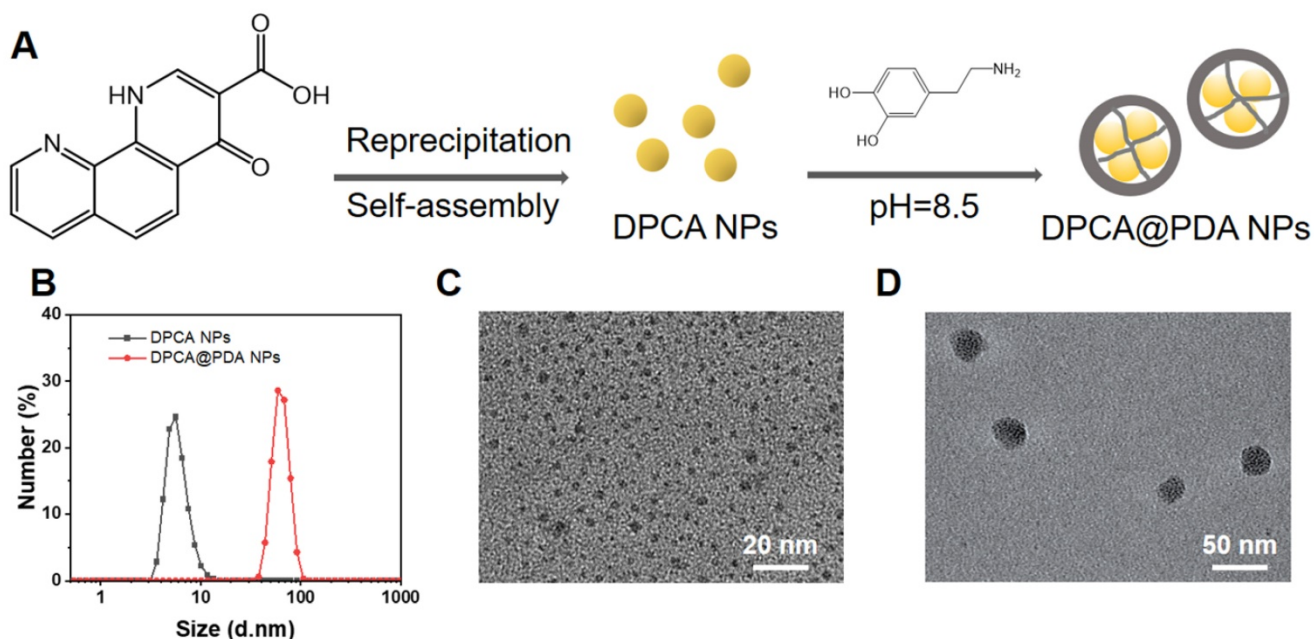 A
O
HN
OH
N
O
Reprecipitation
Self-assembly
DPCA NPs
HO
HO
NH2
pH=8.5
DPCA@PDA NPs
B
40
30
20
10
0
Number (%)
DPCA NPs
DPCA@PDA NPs
1
10
100
1000
Size (d.nm)
C
20 nm
D
50 nm